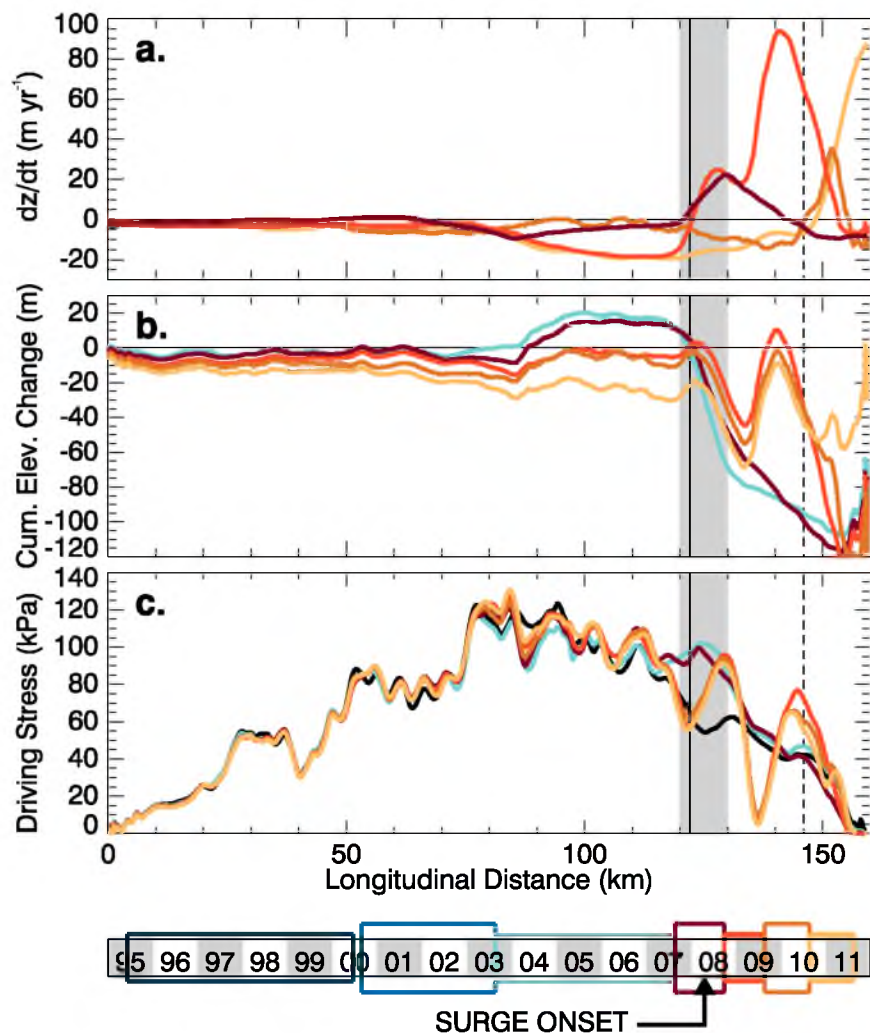 a.
100
80
60
40
20
0
-20
dz/dt (m yr-1)
b.
20
0
-20
-40
-60
-80
-100
-120
Cum. Elev. Change (m)
c.
140
120
100
80
60
40
20
0
Driving Stress (kPa)
0 50 100 150
Longitudinal Distance (km)
95 96 97 98 99 00 01 02 03 04 05 06 07 08 09 10 11
SURGE ONSET